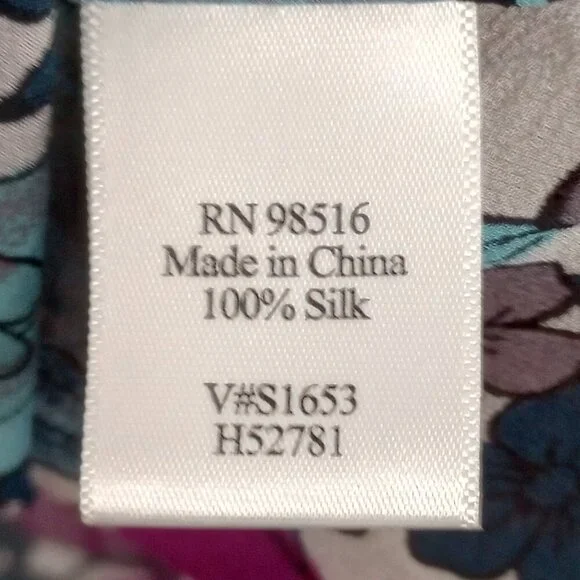 RN 98516
Made in China
100% Silk
V#S1653
H52781